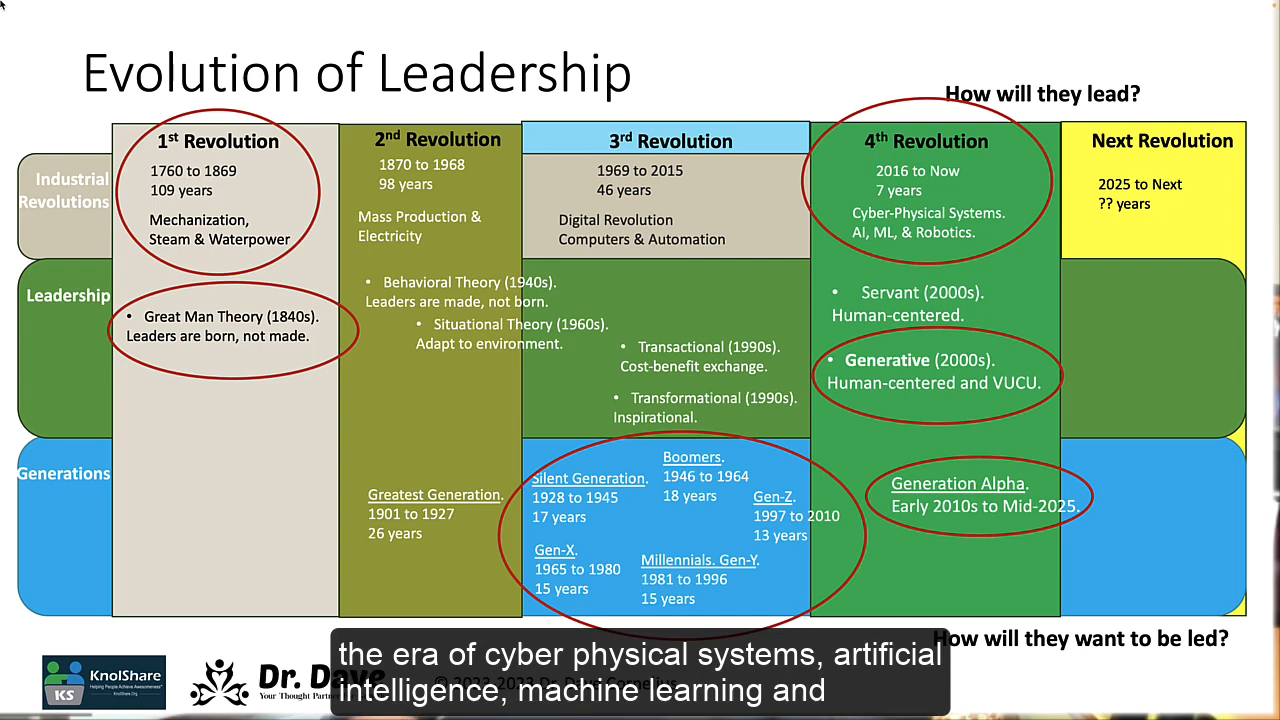 Evolution of Leadership
How will they lead?
1st Revolution
1760 to 1869
109 years
Mechanization,
Steam & Waterpower
2nd Revolution
1870 to 1968
98 years
Mass Production &
Electricity
3rd Revolution
1969 to 2015
46 years
Digital Revolution
Computers & Automation
4th Revolution
2016 to Now
7 years
Cyber-Physical Systems.
AI, ML, & Robotics.
Next Revolution
2025 to Next
?? years
Industrial
Revolutions
Leadership
• Great Man Theory (1840s).
Leaders are born, not made.
• Behavioral Theory (1940s).
Leaders are made, not born.
• Situational Theory (1960s).
Adapt to environment.
• Transactional (1990s).
Cost-benefit exchange.
• Transformational (1990s).
Inspirational.
• Servant (2000s).
Human-centered.
• Generative (2000s).
Human-centered and VUCU.
Generations
Greatest Generation.
1901 to 1927
26 years
Silent Generation.
1928 to 1945
17 years
Boomers.
1946 to 1964
18 years
Gen-Z.
1997 to 2010
13 years
Gen-X.
1965 to 1980
15 years
Millennials. Gen-Y.
1981 to 1996
15 years
Generation Alpha.
Early 2010s to Mid-2025.
How will they want to be led?
KS
KnolShare
Helping People Achieve Awesomeness!
KnolShare.Org
Dr. Dave
Your Thought
the era of cyber physical systems, artificial
intelligence, machine learning and